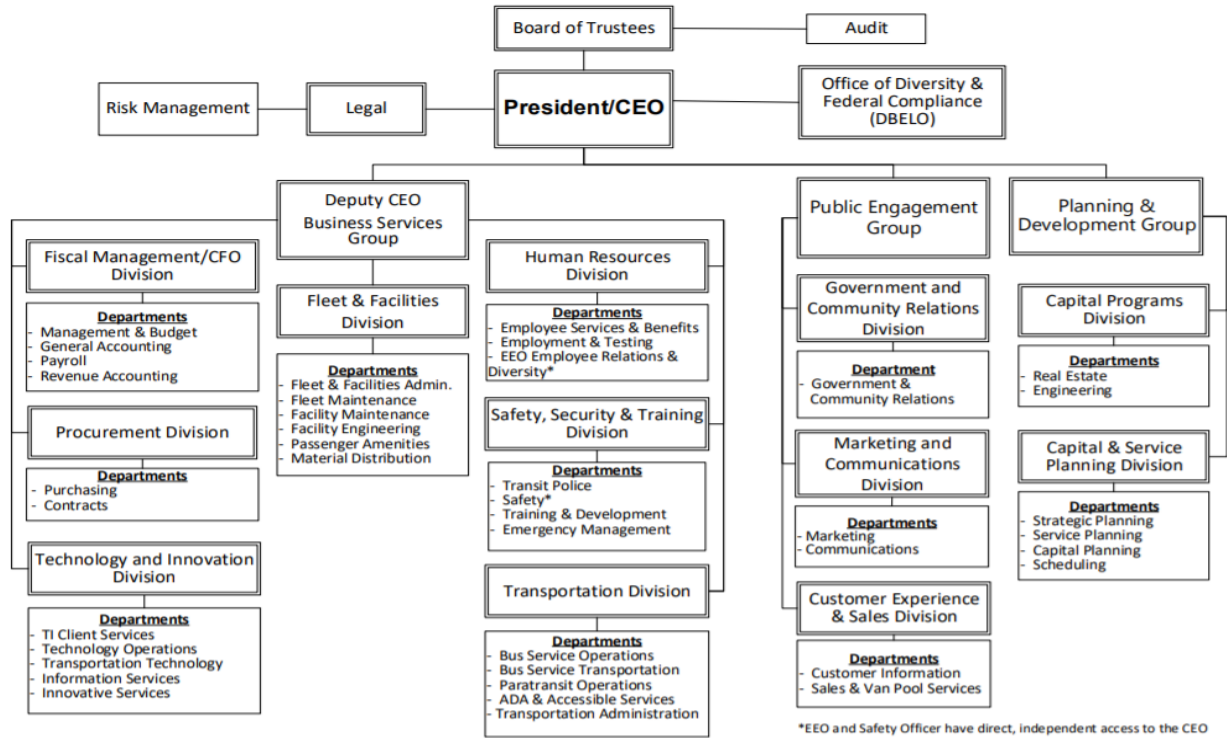 Board of Trustees
Audit
Risk Management
Legal
President/CEO
Office of Diversity &
Federal Compliance
(DBELO)
Deputy CEO
Business Services
Group
Fiscal Management/CFO
Division
Departments
- Management & Budget
- General Accounting
- Payroll
- Revenue Accounting
Procurement Division
Departments
- Purchasing
- Contracts
Technology and Innovation
Division
Departments
- TI Client Services
- Technology Operations
- Transportation Technology
- Information Services
- Innovative Services
Fleet & Facilities
Division
Departments
- Fleet & Facilities Admin.
- Fleet Maintenance
- Facility Maintenance
- Facility Engineering
- Passenger Amenities
- Material Distribution
Human Resources
Division
Departments
- Employee Services & Benefits
- Employment & Testing
- EEO Employee Relations &
Diversity*
Safety, Security & Training
Division
Departments
- Transit Police
- Safety*
- Training & Development
- Emergency Management
Transportation Division
Departments
- Bus Service Operations
- Bus Service Transportation
- Paratransit Operations
- ADA & Accessible Services
- Transportation Administration
Public Engagement
Group
Government and
Community Relations
Division
Department
- Government &
Community Relations
Marketing and
Communications
Division
Departments
- Marketing
- Communications
Customer Experience
& Sales Division
Departments
- Customer Information
- Sales & Van Pool Services
Planning &
Development Group
Capital Programs
Division
Departments
- Real Estate
- Engineering
Capital & Service
Planning Division
Departments
- Strategic Planning
- Service Planning
- Capital Planning
- Scheduling
*EEO and Safety Officer have direct, independent access to the CEO